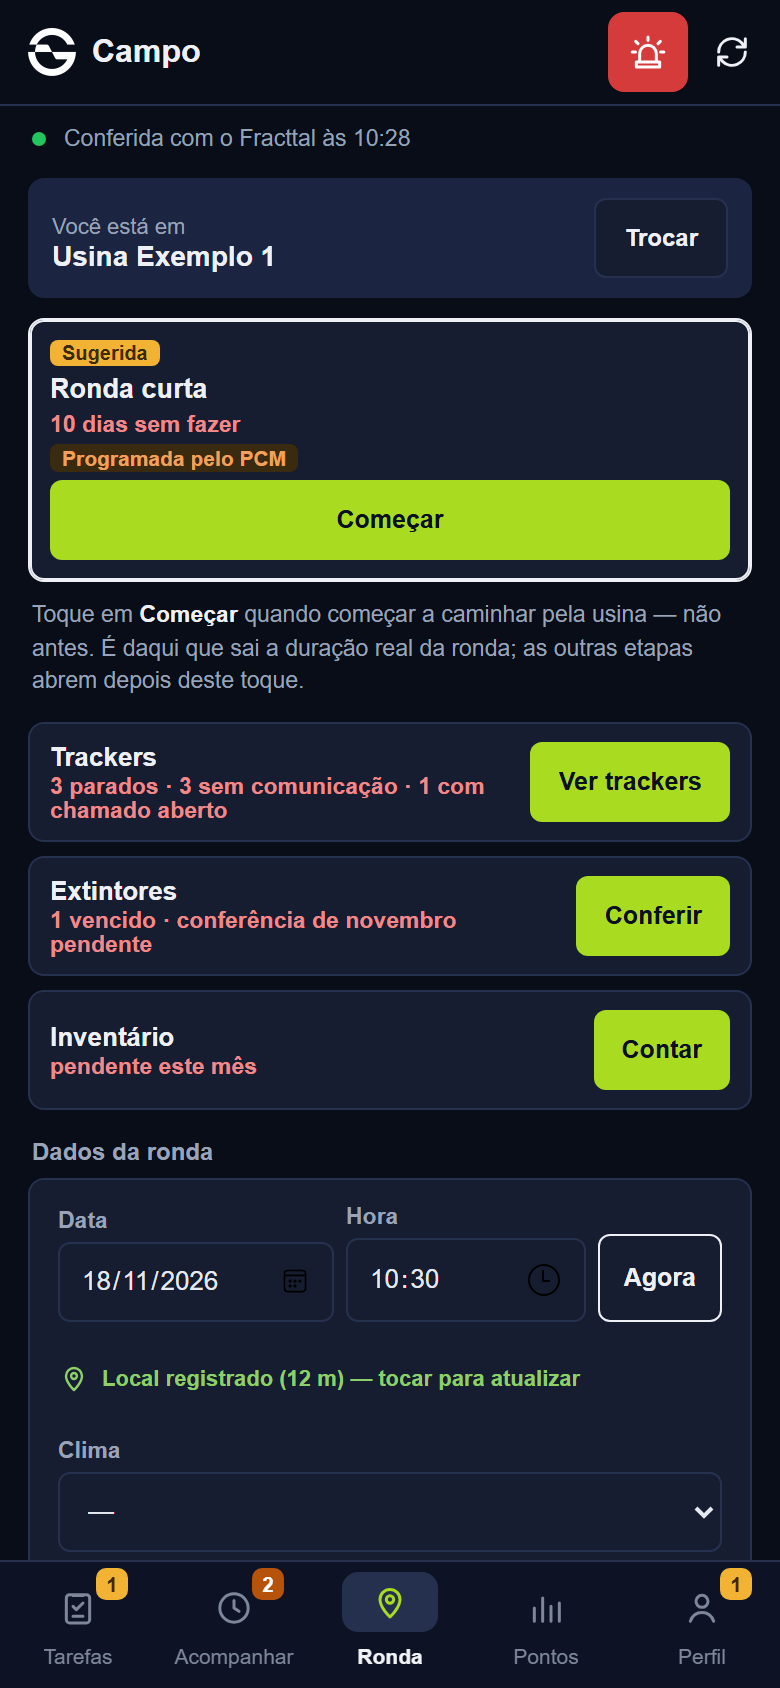 Campo
Conferida com o Fracttal às 10:28
Você está em
Usina Exemplo 1
Trocar
Sugerida
Ronda curta
10 dias sem fazer
Programada pelo PCM
Começar
Toque em Começar quando começar a caminhar pela usina — não
antes. É daqui que sai a duração real da ronda; as outras etapas
abrem depois deste toque.
Trackers
3 parados · 3 sem comunicação · 1 com
chamado aberto
Ver trackers
Extintores
1 vencido · conferência de novembro
pendente
Conferir
Inventário
pendente este mês
Contar
Dados da ronda
Data
Hora
18/11/2026
10:30
Agora
Local registrado (12 m) — tocar para atualizar
Clima
—
1
2
1
Tarefas
Acompanhar
Ronda
Pontos
Perfil